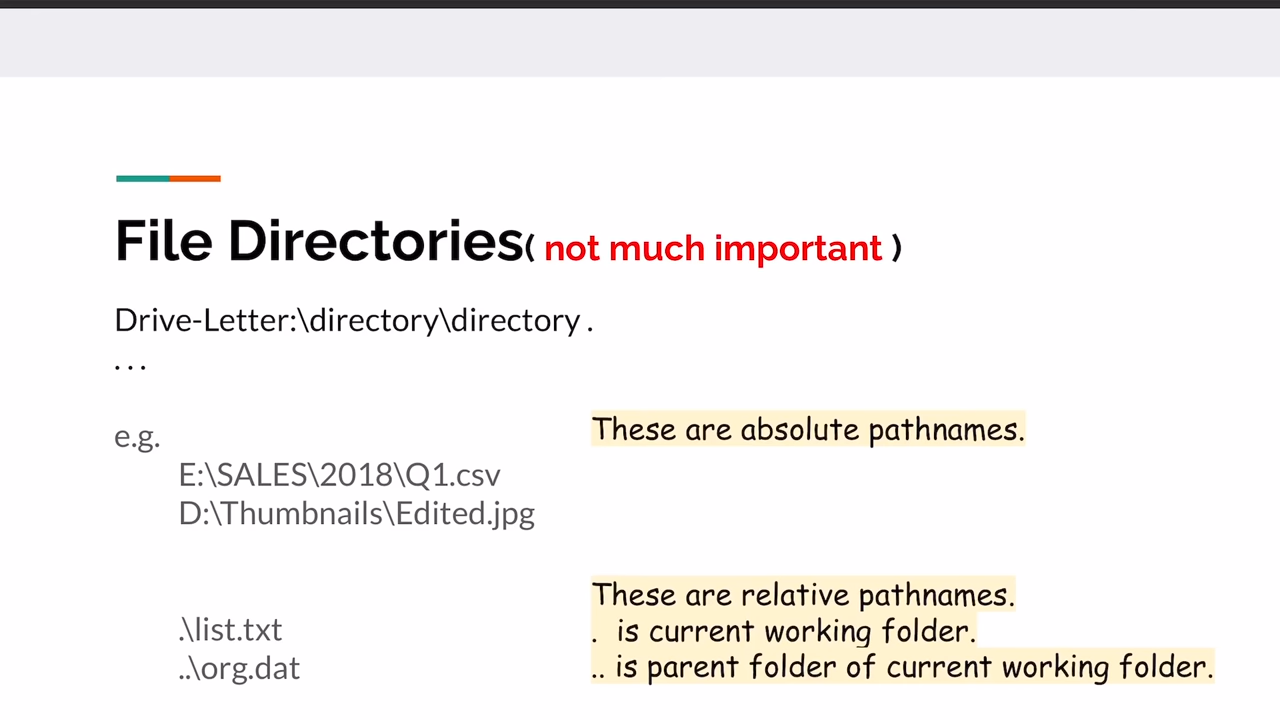 File Directories( not much important )
Drive-Letter:\directory\directory .
. . .
e.g.
These are absolute pathnames.
E:\SALES\2018\Q1.csv
D:\Thumbnails\Edited.jpg
These are relative pathnames.
.\list.txt
. is current working folder.
..\org.dat
.. is parent folder of current working folder.